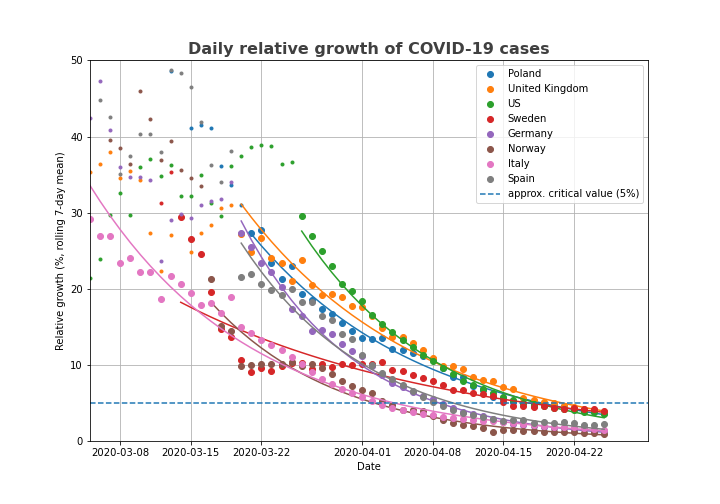 Daily relative growth of COVID-19 cases
Relative growth (%, rolling 7-day mean)
50
40
30
20
10
0
Poland
United Kingdom
US
Sweden
Germany
Norway
Italy
Spain
approx. critical value (5%)
2020-03-08 2020-03-15 2020-03-22 2020-04-01 2020-04-08 2020-04-15 2020-04-22
Date